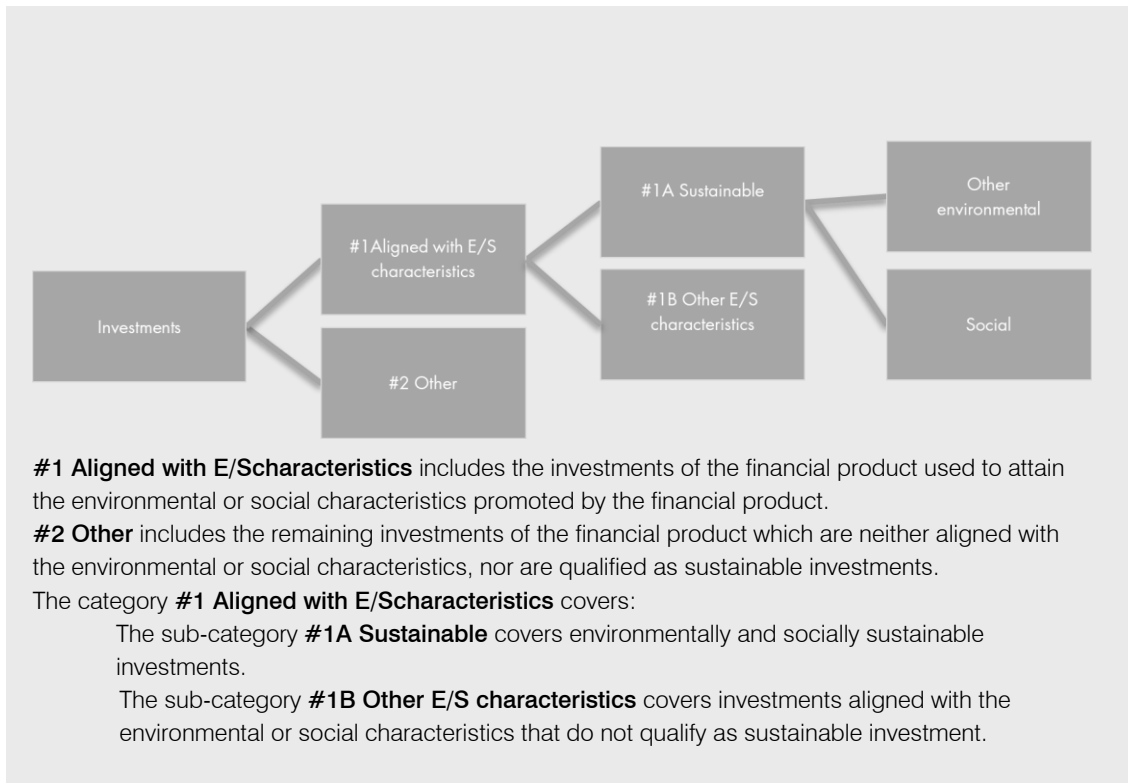 Investments
#1Aligned with E/S
characteristics
#2 Other
#1A Sustainable
#1B Other E/S
characteristics
Other
environmental
Social
#1 Aligned with E/Scharacteristics includes the investments of the financial product used to attain
the environmental or social characteristics promoted by the financial product.
#2 Other includes the remaining investments of the financial product which are neither aligned with
the environmental or social characteristics, nor are qualified as sustainable investments.
The category #1 Aligned with E/Scharacteristics covers:
The sub-category #1A Sustainable covers environmentally and socially sustainable
investments.
The sub-category #1B Other E/S characteristics covers investments aligned with the
environmental or social characteristics that do not qualify as sustainable investment.